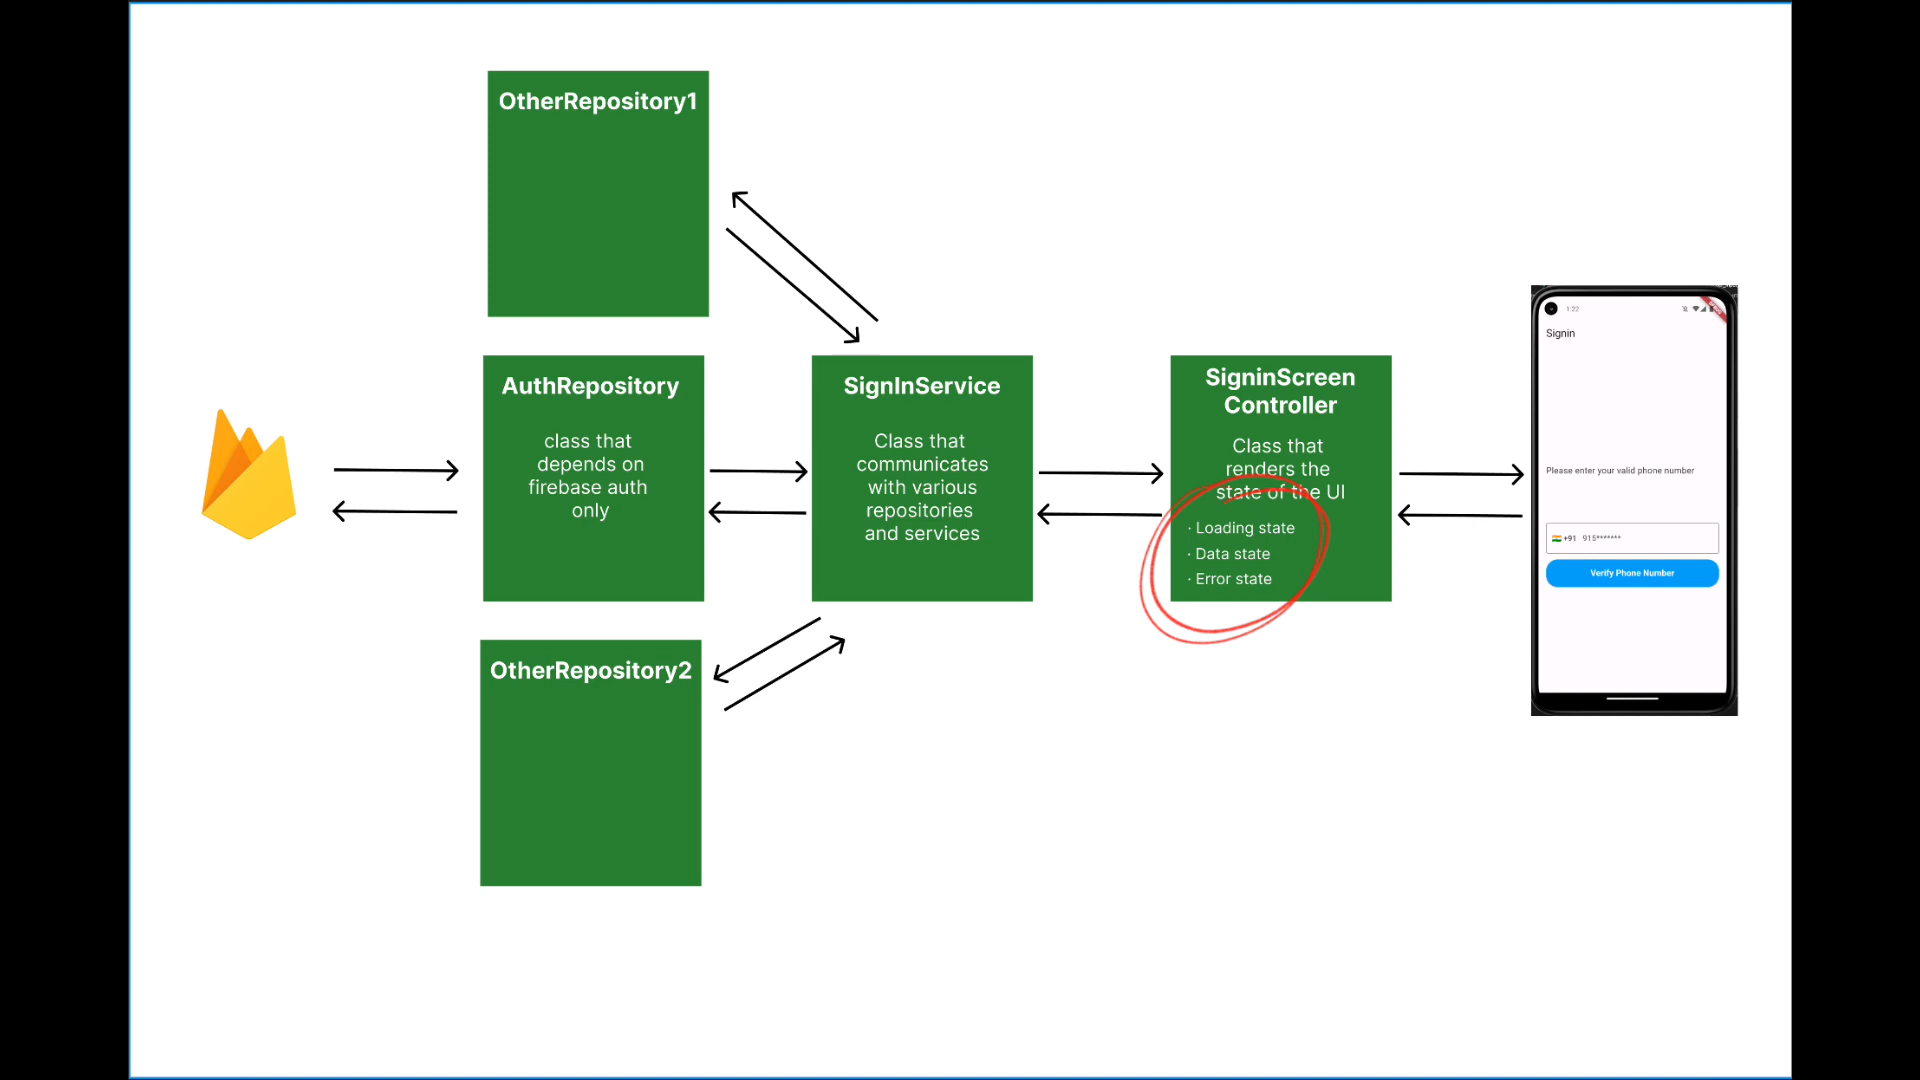 OtherRepository1
AuthRepository
class that
depends on
firebase auth
only
OtherRepository2
SignInService
Class that
communicates
with various
repositories
and services
SigninScreen
Controller
Class that
renders the
state of the UI
· Loading state
· Data state
· Error state
1:22
Signin
Please enter your valid phone number
+91 915*******
Verify Phone Number